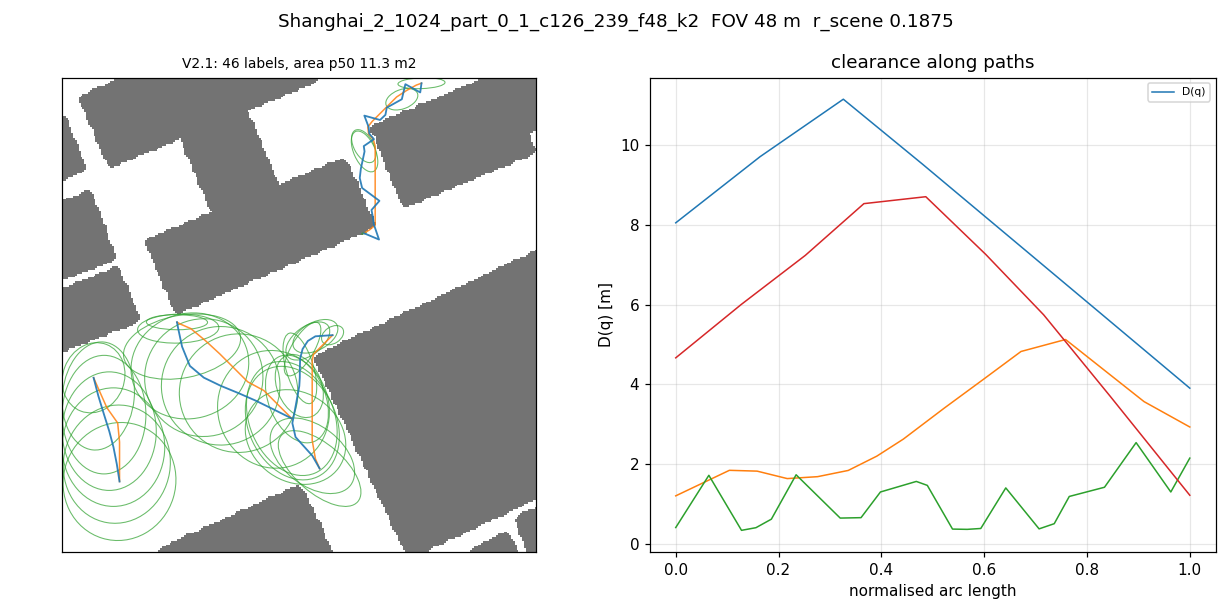 Shanghai_2_1024_part_0_1_c126_239_f48_k2 FOV 48 m r_scene 0.1875
V2.1: 46 labels, area p50 11.3 m2
clearance along paths
D(q)
D(q) [m]
10
8
6
4
2
0
0.0 0.2 0.4 0.6 0.8 1.0
normalised arc length